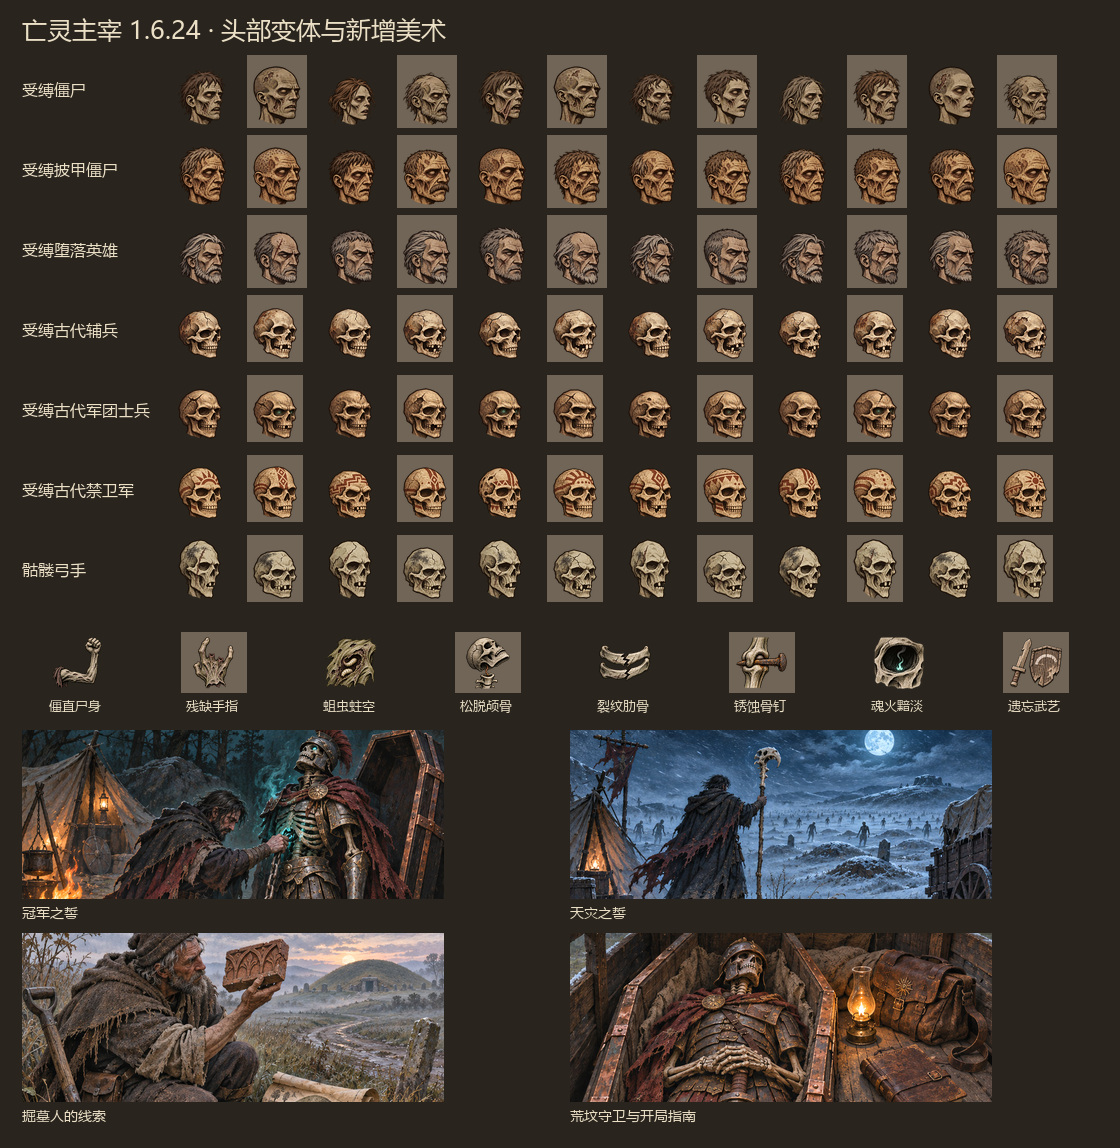 亡灵主宰 1.6.24 · 头部变体与新增美术
受缚僵尸
受缚披甲僵尸
受缚堕落英雄
受缚古代辅兵
受缚古代军团士兵
受缚古代禁卫军
骷髅弓手
僵直尸身
残缺手指
蛆虫蛀空
松脱颅骨
裂纹肋骨
锈蚀骨钉
魂火黯淡
遗忘武艺
冠军之誓
天灾之誓
掘墓人的线索
荒坟守卫与开局指南